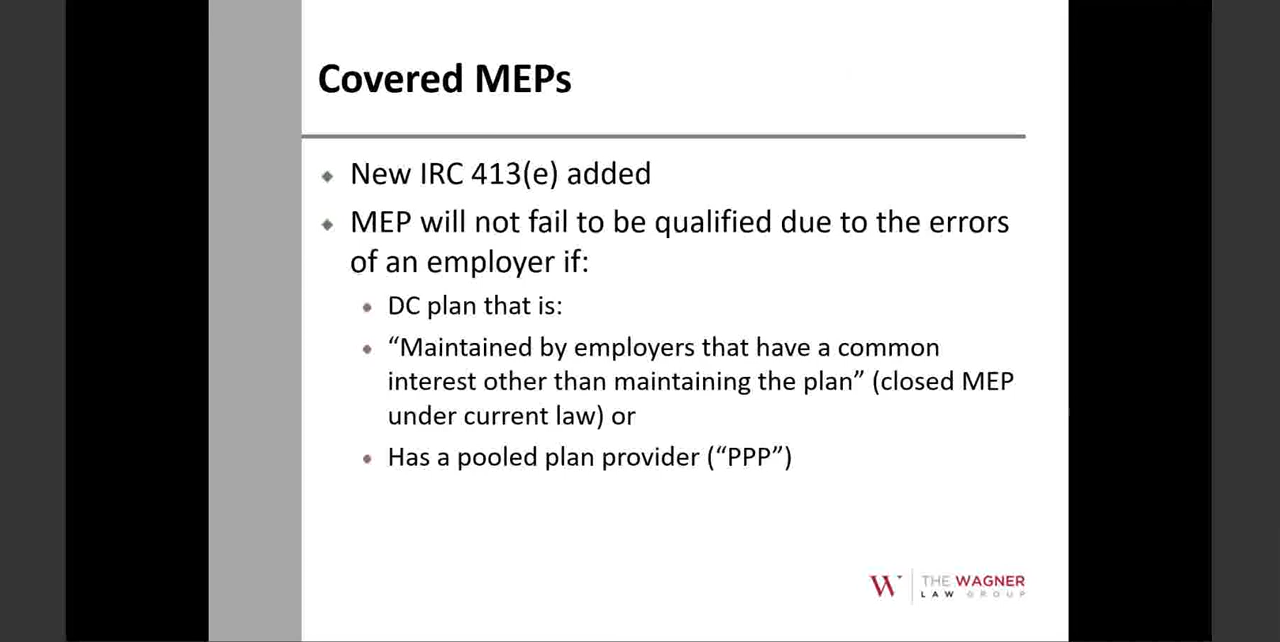 Covered MEPs
New IRC 413(e) added
MEP will not fail to be qualified due to the errors
of an employer if:
DC plan that is:
“Maintained by employers that have a common
interest other than maintaining the plan” (closed MEP
under current law) or
Has a pooled plan provider (“PPP”)
W THE WAGNER
LAW GROUP